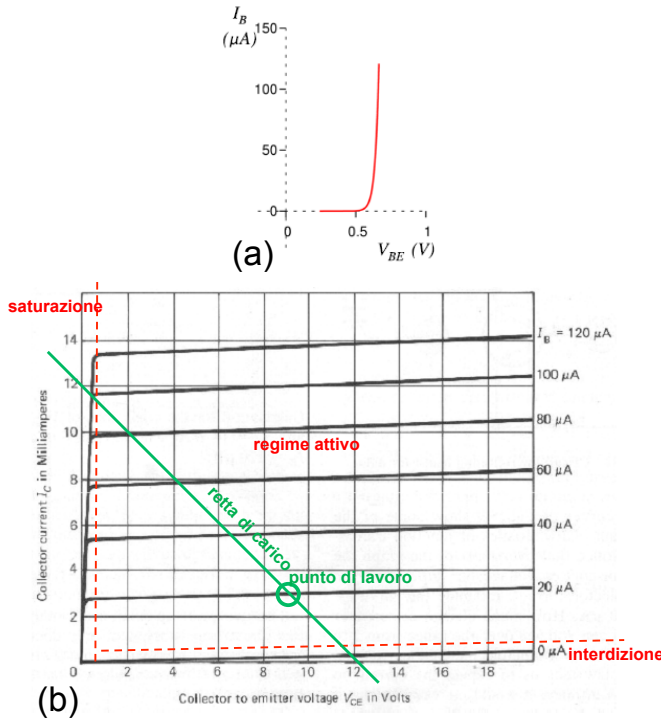 I_B
(μA)
150
100
50
0
0
0.5
1
V_BE (V)
(a)
saturazione
14
12
10
8
6
4
2
Collector current I_C in Milliamperes
I_B = 120 μA
100 μA
80 μA
60 μA
40 μA
20 μA
0 μA
regime attivo
retta di carico
punto di lavoro
interdizione
0
2
4
6
8
10
12
14
16
18
(b)
Collector to emitter voltage V_CE in Volts